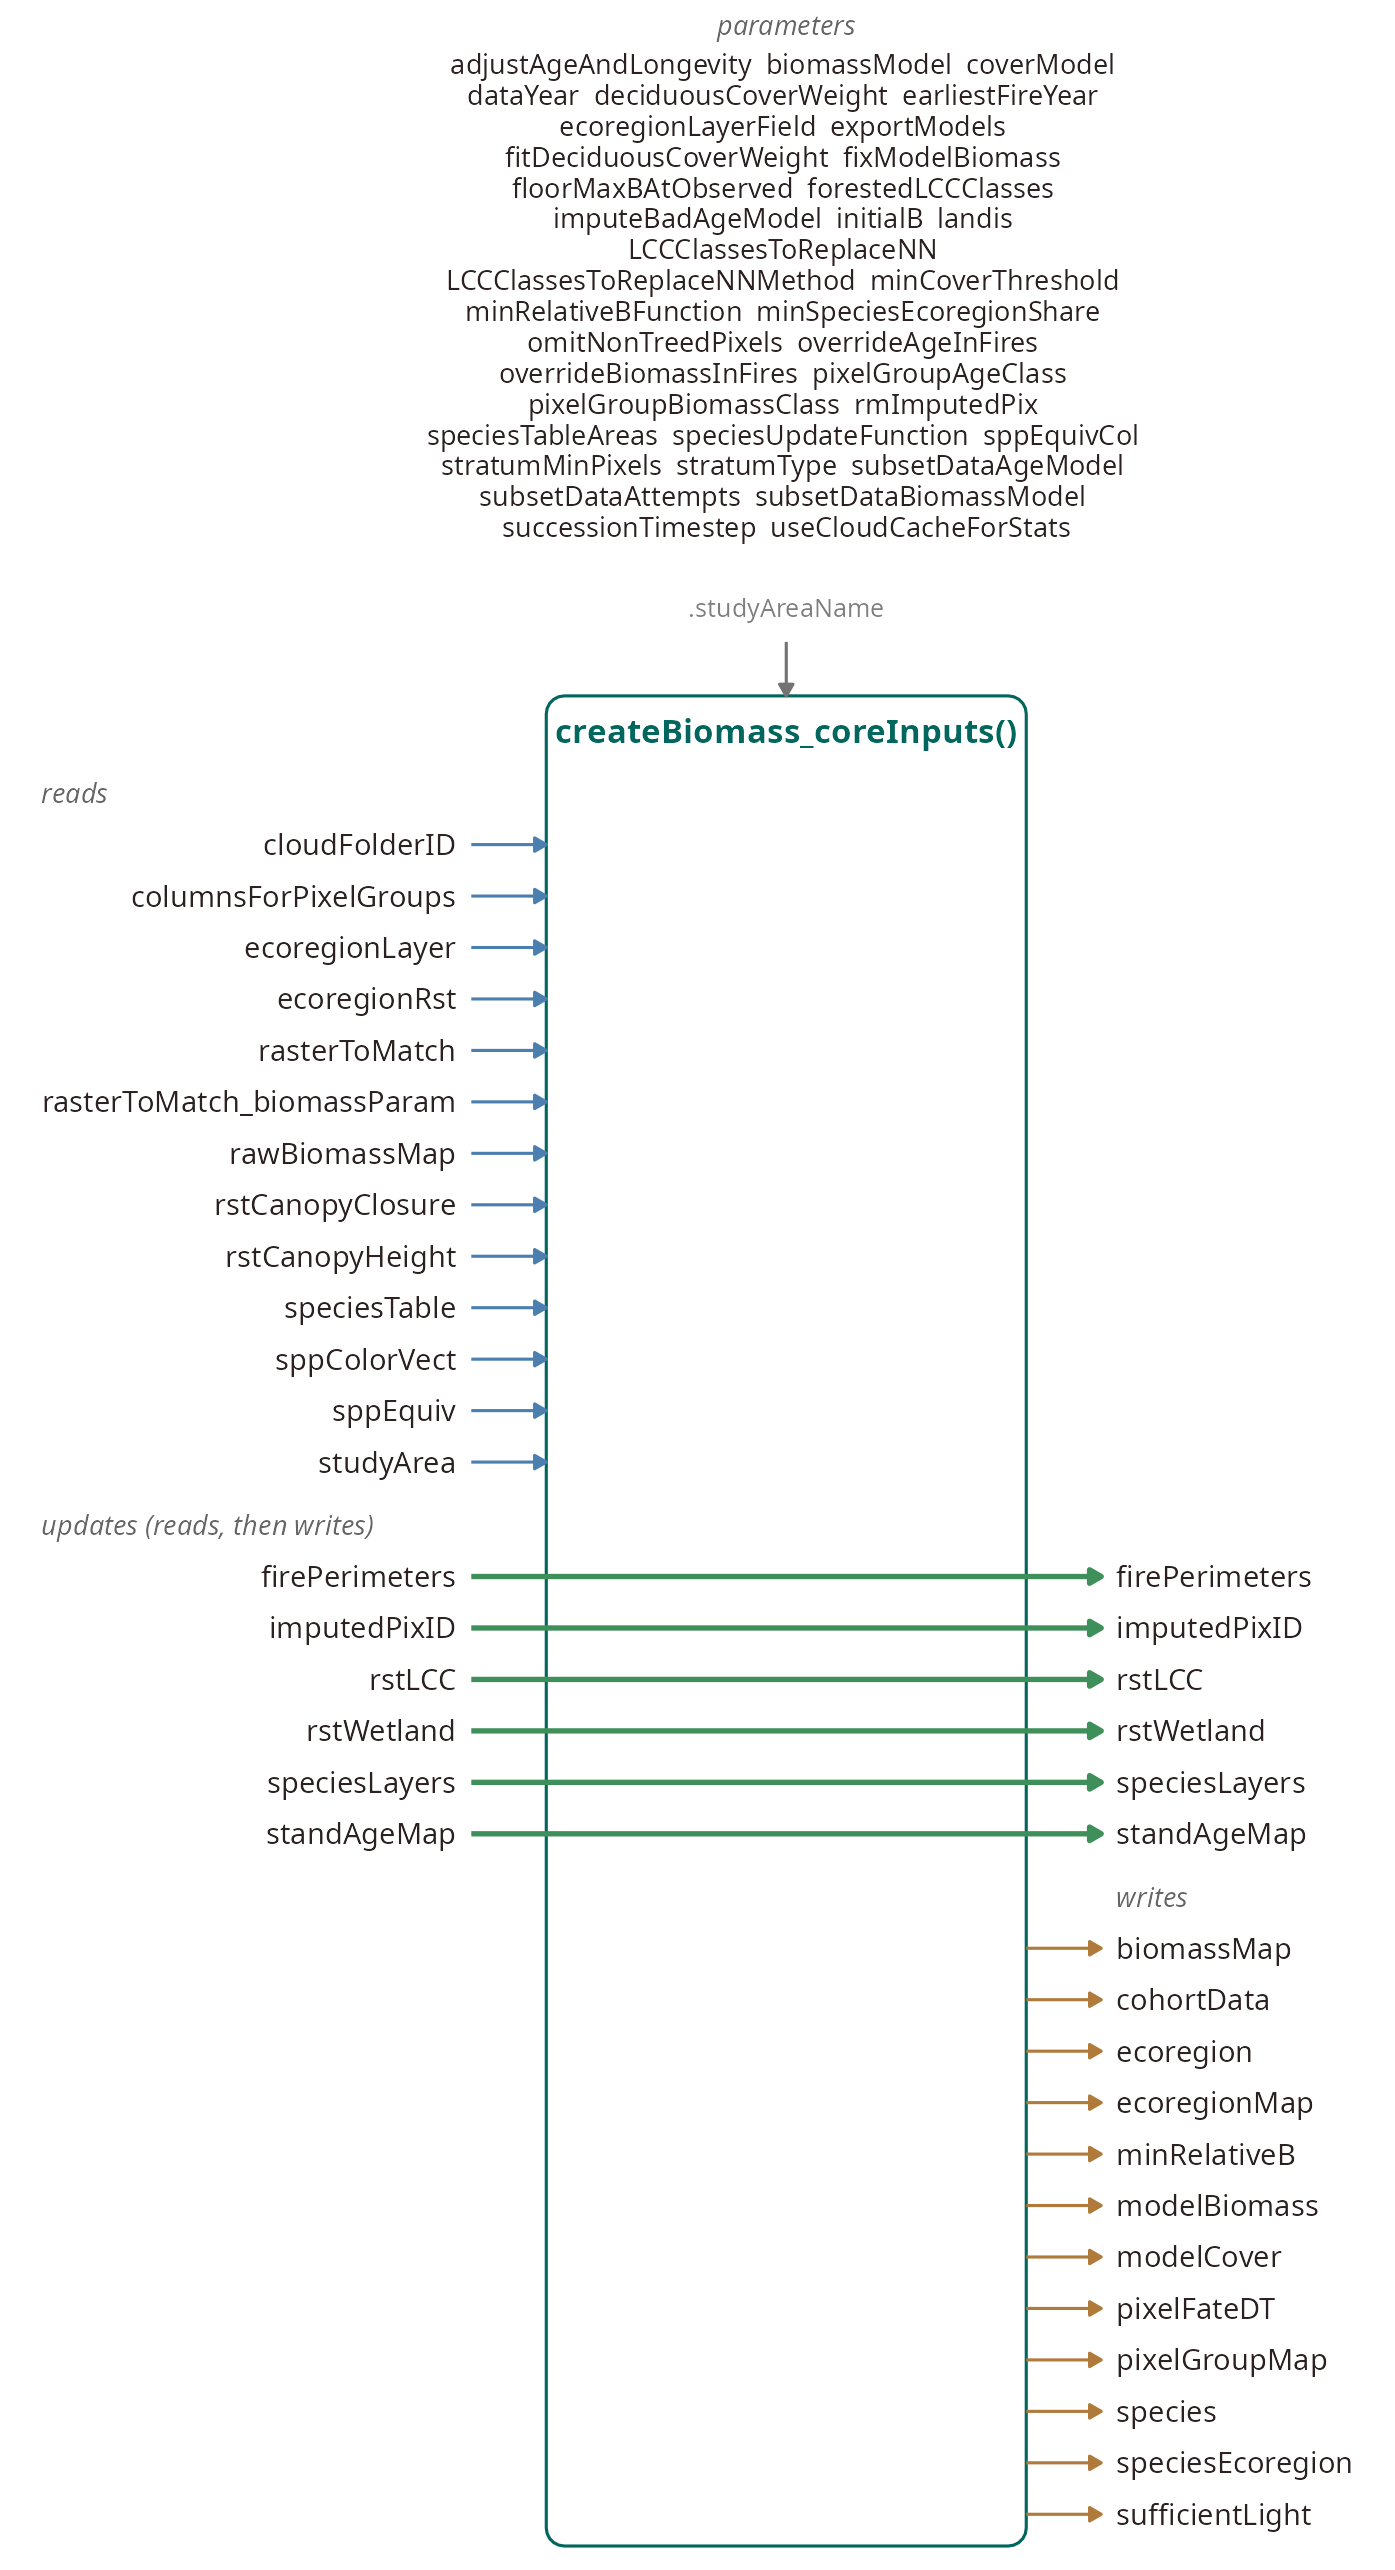 parameters
adjustAgeAndLongevity biomassModel coverModel
dataYear deciduousCoverWeight earliestFireYear
ecoregionLayerField exportModels
fitDeciduousCoverWeight fixModelBiomass
floorMaxBAtObserved forestedLCCClasses
imputeBadAgeModel initialB landis
LCCClassesToReplaceNN
LCCClassesToReplaceNNMethod minCoverThreshold
minRelativeBFunction minSpeciesEcoregionShare
omitNonTreedPixels overrideAgeInFires
overrideBiomassInFires pixelGroupAgeClass
pixelGroupBiomassClass rmImputedPix
speciesTableAreas speciesUpdateFunction sppEquivCol
stratumMinPixels stratumType subsetDataAgeModel
subsetDataAttempts subsetDataBiomassModel
successionTimestep useCloudCacheForStats
.studyAreaName
createBiomass_coreInputs()
reads
cloudFolderID
columnsForPixelGroups
ecoregionLayer
ecoregionRst
rasterToMatch
rasterToMatch_biomassParam
rawBiomassMap
rstCanopyClosure
rstCanopyHeight
speciesTable
sppColorVect
sppEquiv
studyArea
updates (reads, then writes)
firePerimeters firePerimeters
imputedPixID imputedPixID
rstLCC rstLCC
rstWetland rstWetland
speciesLayers speciesLayers
standAgeMap standAgeMap
writes
biomassMap
cohortData
ecoregion
ecoregionMap
minRelativeB
modelBiomass
modelCover
pixelFateDT
pixelGroupMap
species
speciesEcoregion
sufficientLight